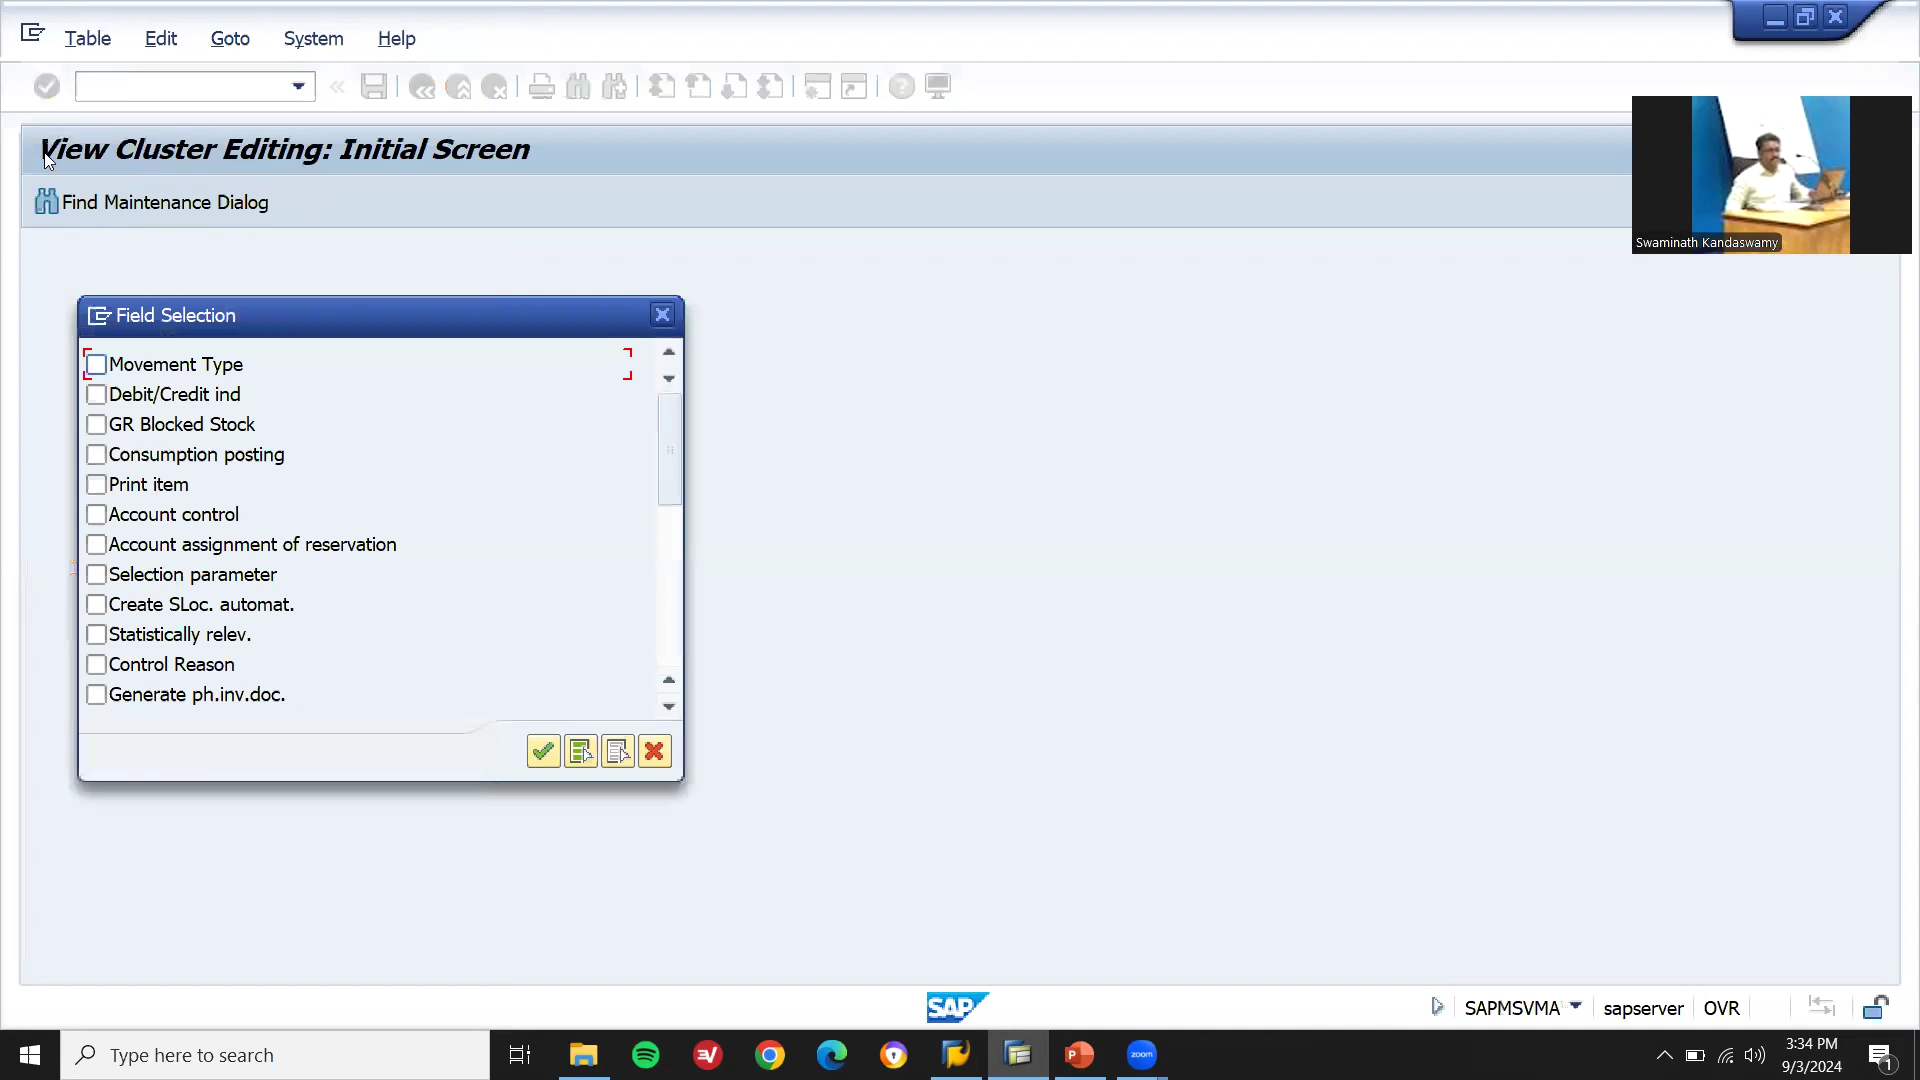 Table Edit Goto System Help
View Cluster Editing: Initial Screen
Find Maintenance Dialog
Swaminath Kandaswamy
Field Selection
Movement Type
Debit/Credit ind
GR Blocked Stock
Consumption posting
Print item
Account control
Account assignment of reservation
Selection parameter
Create SLoc. automat.
Statistically relev.
Control Reason
Generate ph.inv.doc.
SAP
SAPMSVMA sapserver OVR
Type here to search
zoom
3:34 PM
9/3/2024
1